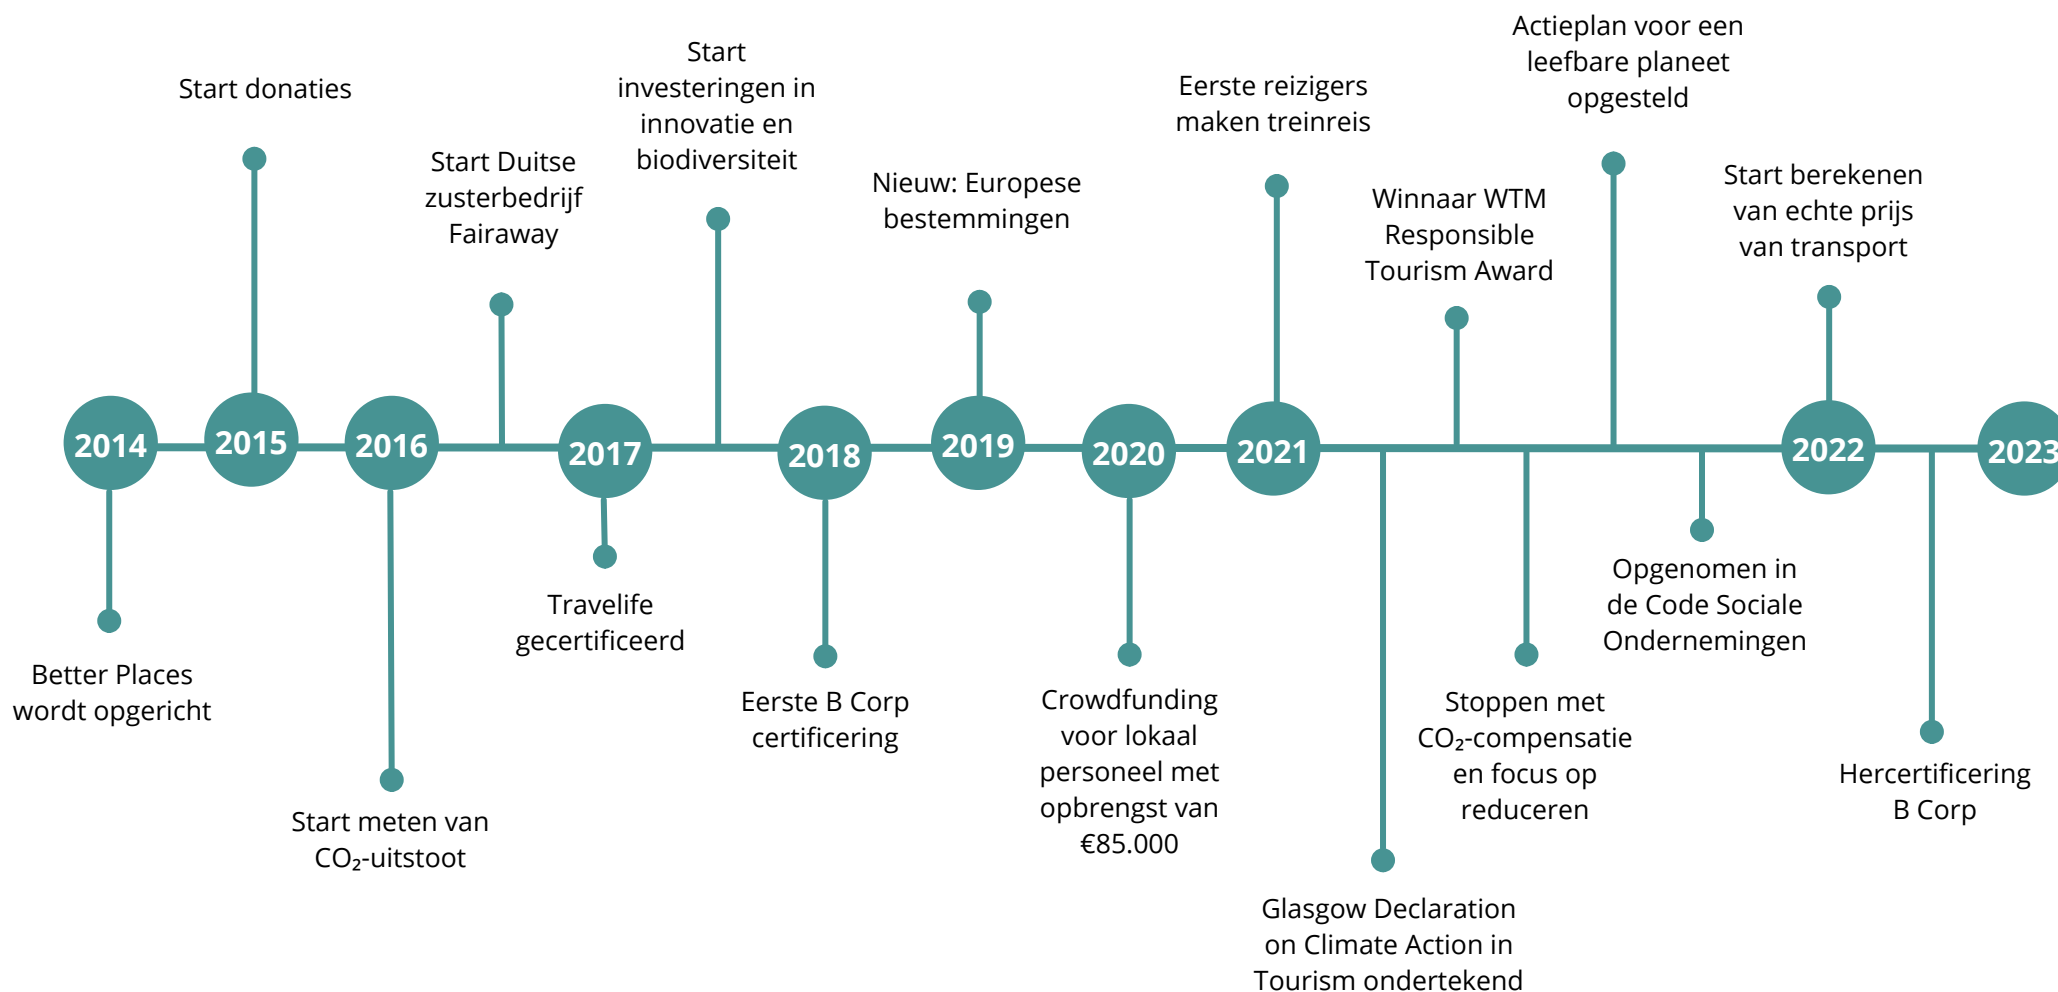 Start donaties
Start Duitse
zusterbedrijf
Fairaway
Start
investeringen in
innovatie en
biodiversiteit
Nieuw: Europese
bestemmingen
Eerste reizigers
maken treinreis
Winnaar WTM
Responsible
Tourism Award
Actieplan voor een
leefbare planeet
opgesteld
Start berekenen
van echte prijs
van transport
2014
2015
2016
2017
2018
2019
2020
2021
2022
2023
Better Places
wordt opgericht
Start meten van
CO₂-uitstoot
Travelife
gecertificeerd
Eerste B Corp
certificering
Crowdfunding
voor lokaal
personeel met
opbrengst van
€85.000
Glasgow Declaration
on Climate Action in
Tourism ondertekend
Stoppen met
CO₂-compensatie
en focus op
reduceren
Opgenomen in
de Code Sociale
Ondernemingen
Hercertificering
B Corp